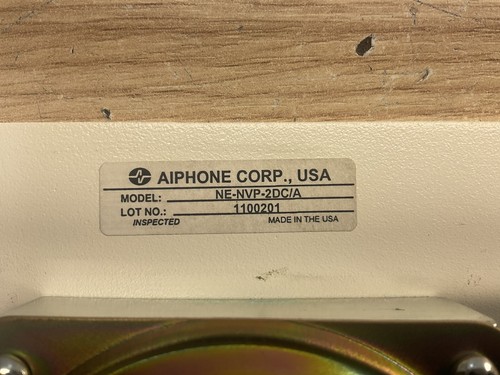 AIPHONE CORP., USA
MODEL: NE-NVP-2DC/A
LOT NO.: 1100201
INSPECTED MADE IN THE USA